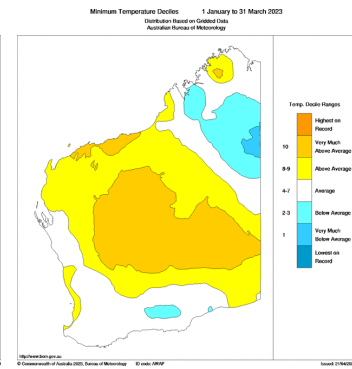 Minimum Temperature Deciles 1 January to 31 March 2023
Distribution Based on Gridded Data
Australian Bureau of Meteorology
Temp. Decile Ranges
Highest on
Record
10 Very Much
Above Average
8-9 Above Average
4-7 Average
2-3 Below Average
1 Very Much
Below Average
Lowest on
Record
http://www.bom.gov.au
© Commonwealth of Australia 2023, Bureau of Meteorology ID code: AWAP
Issued: